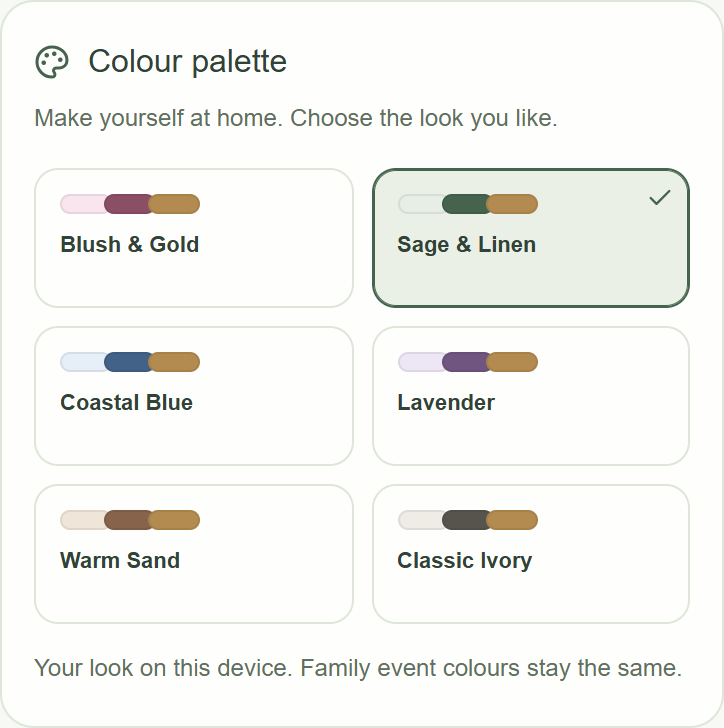 Colour palette
Make yourself at home. Choose the look you like.
Blush & Gold
Sage & Linen
Coastal Blue
Lavender
Warm Sand
Classic Ivory
Your look on this device. Family event colours stay the same.